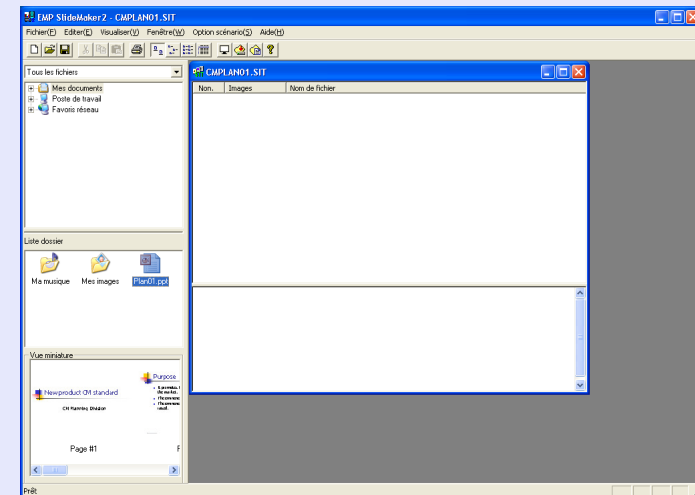 EMP SlideMaker2 - CMPLAN01.SIT
Fichier(F) Editer(E) Visualiser(V) Fenêtre(W) Option scénario(S) Aide(H)
Tous les fichiers
Mes documents
Poste de travail
Favoris réseau
CMPLAN01.SIT
Non. Images Nom de fichier
Liste dossier
Ma musique Mes images Plan01.ppt
Vue miniature
Newproduct CM standard
CM Planning Division
Purpose
Page #1
Prêt